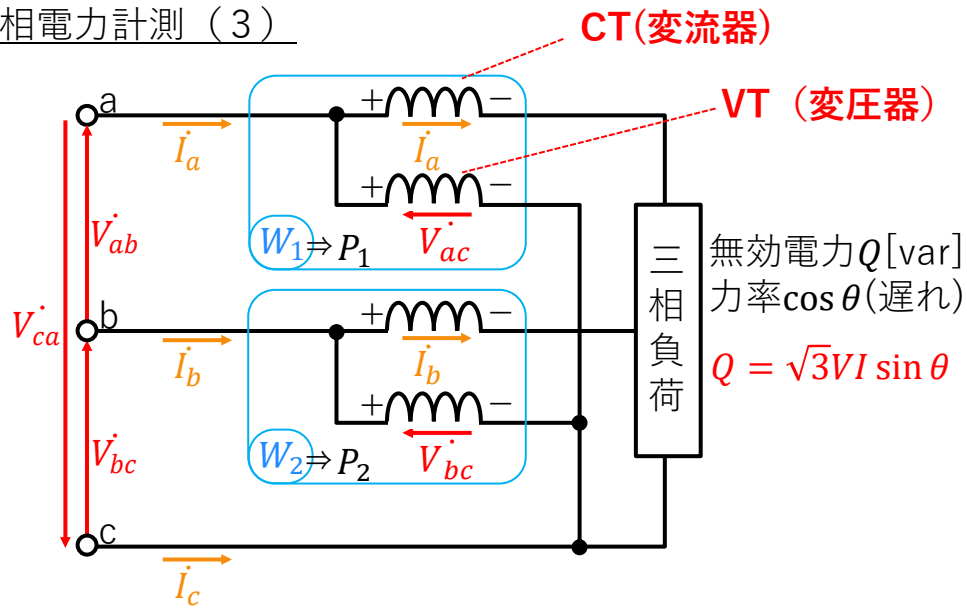 相電力計測（３）
CT(変流器)
VT（変圧器）
a
+ −
İa
İa
+ −
V̇ac
W1⇒P1
V̇ab
V̇ca
b
+ −
İb
İb
+ −
V̇bc
W2⇒P2
V̇bc
c
İc
三相負荷
無効電力Q[var]
力率cos θ(遅れ)
Q = √3VI sin θ